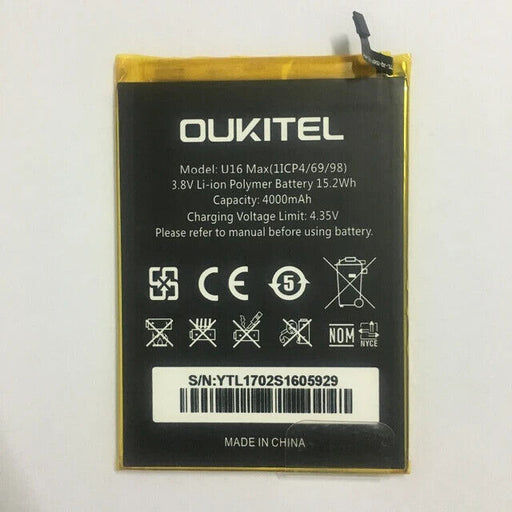 OUKITEL
Model: U16 Max(1ICP4/69/98)
3.8V Li-ion Polymer Battery 15.2Wh
Capacity: 4000mAh
Charging Voltage Limit: 4.35V
Please refer to manual before using battery.
CE 5
NOM NYCE
S/N:YTL1702S1605929
MADE IN CHINA